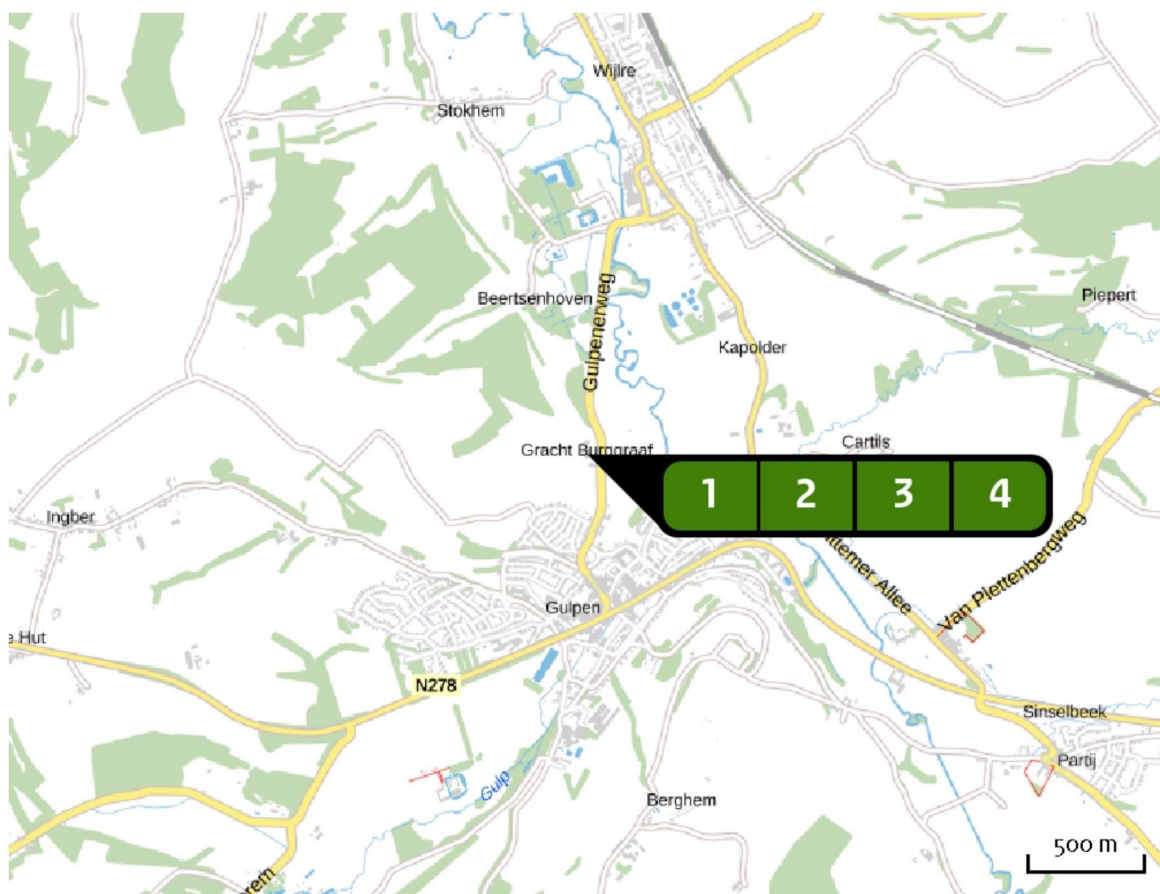 Wijlre
Stokhem
Beertsenhoven
Piepert
Gulpenerweg
Kapolder
Gracht Burggraaf
Cartils
1 2 3 4
Ingber
Allee
Van Plettenbergweg
Gulpen
Hut
N278
Sinselbeek
Partij
Gulp
Berghem
500 m